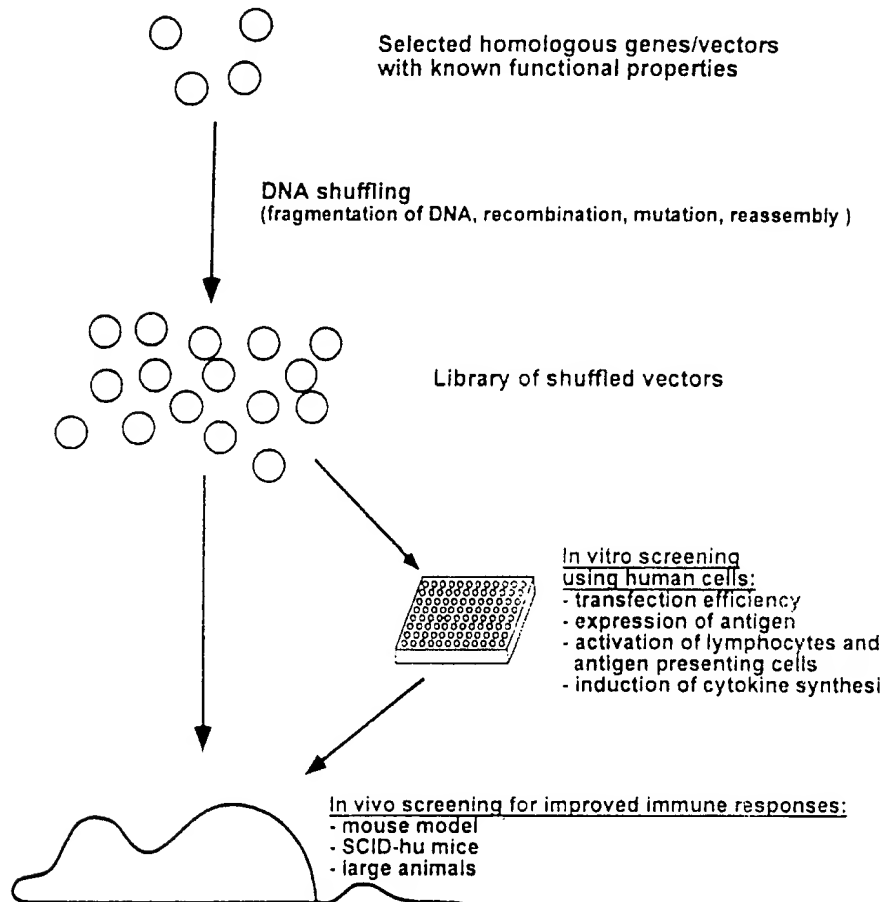 Selected homologous genes/vectors
with known functional properties
DNA shuffling
(fragmentation of DNA, recombination, mutation, reassembly )
Library of shuffled vectors
In vitro screening
using human cells:
- transfection efficiency
- expression of antigen
- activation of lymphocytes and
antigen presenting cells
- induction of cytokine synthesi
In vivo screening for improved immune responses:
- mouse model
- SCID-hu mice
- large animals